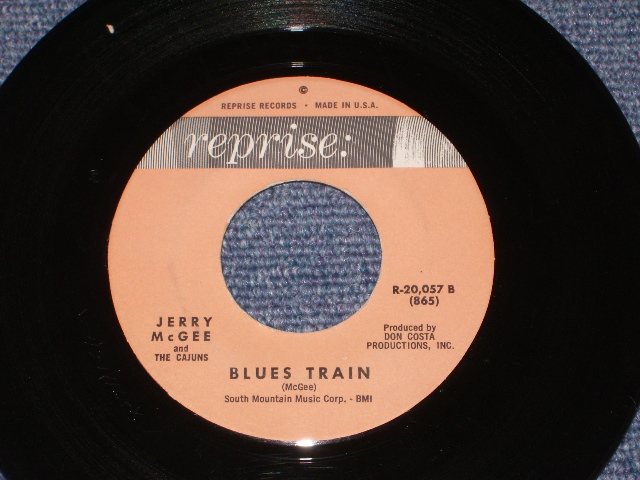 ©
REPRISE RECORDS • MADE IN U.S.A.
reprise:
R-20,057 B
(865)
JERRY
McGEE
and
THE CAJUNS
Produced by
DON COSTA
PRODUCTIONS, INC.
BLUES TRAIN
(McGee)
South Mountain Music Corp. - BMI